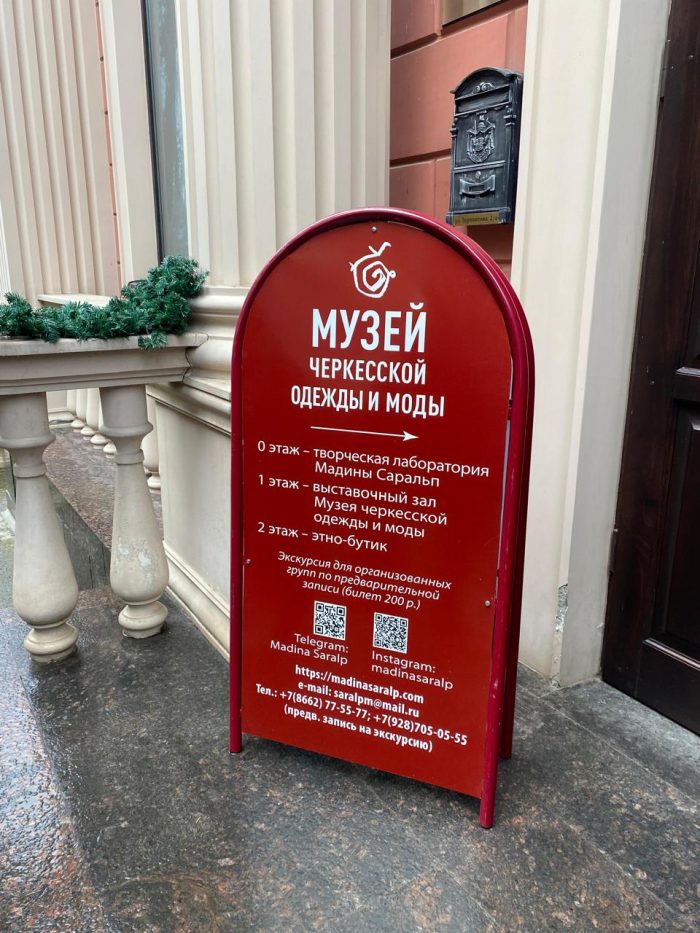 МУЗЕЙ
ЧЕРКЕССКОЙ
ОДЕЖДЫ И МОДЫ
0 этаж – творческая лаборатория
Мадины Саральп
1 этаж – выставочный зал
Музея черкесской
одежды и моды
2 этаж – этно-бутик
Экскурсия для организованных
групп по предварительной
записи (билет 200 р.)
Telegram:
Madina Saralp
Instagram:
madinasaralp
https://madinasaralp.com
e-mail: saralpm@mail.ru
Тел.: +7(8662) 77-55-77; +7(928)705-05-55
(предв. запись на экскурсию)